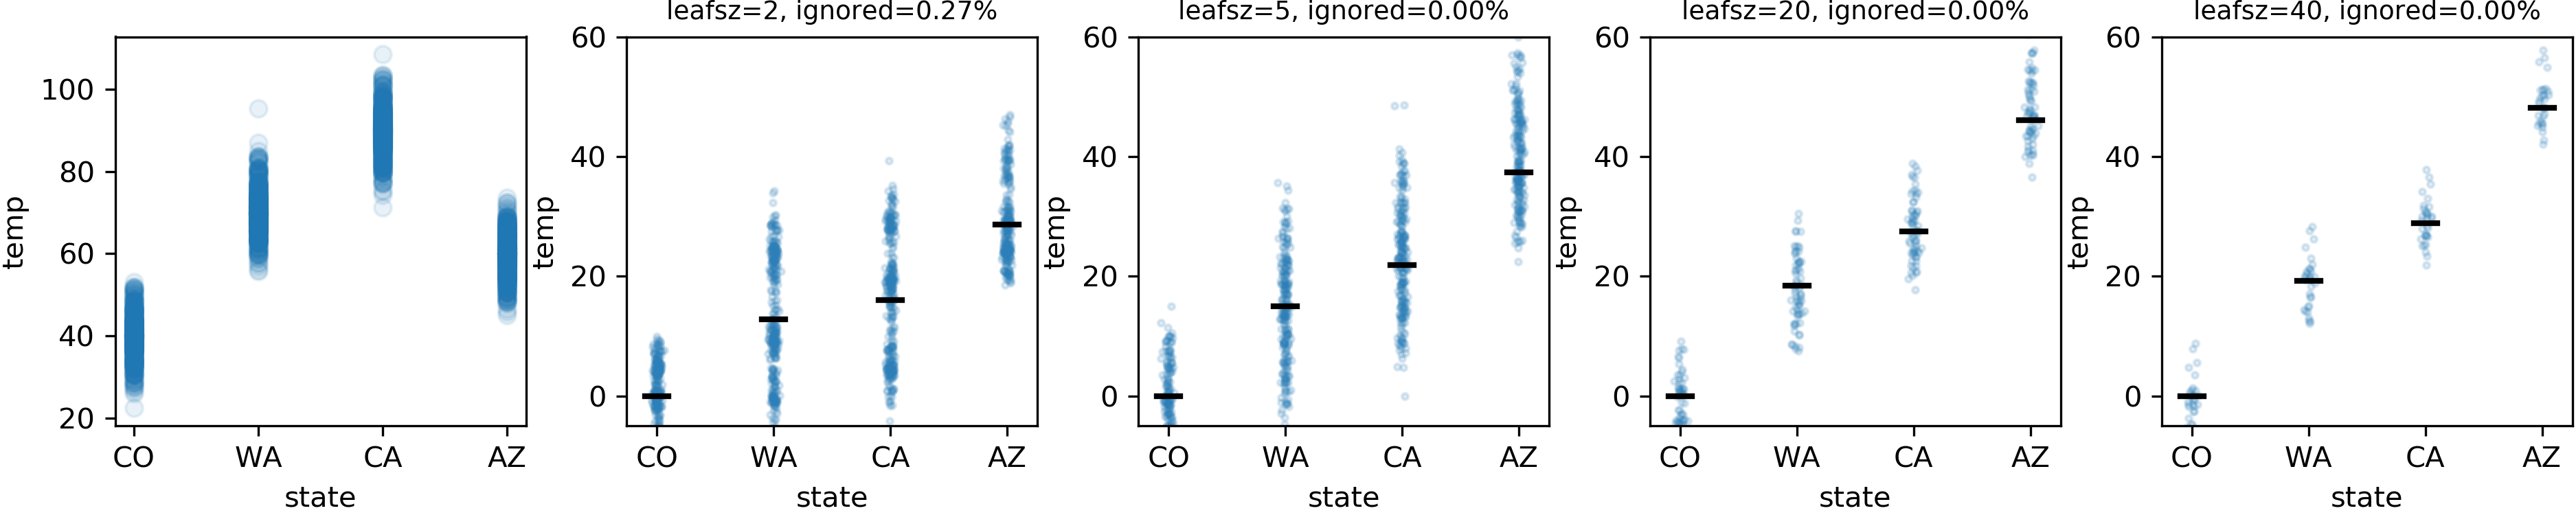 leafsz=2, ignored=0.27%
leafsz=5, ignored=0.00%
leafsz=20, ignored=0.00%
leafsz=40, ignored=0.00%
temp
100
80
60
40
20
CO
WA
CA
AZ
state
temp
60
40
20
0
CO
WA
CA
AZ
state
temp
60
40
20
0
CO
WA
CA
AZ
state
temp
60
40
20
0
CO
WA
CA
AZ
state
temp
60
40
20
0
CO
WA
CA
AZ
state